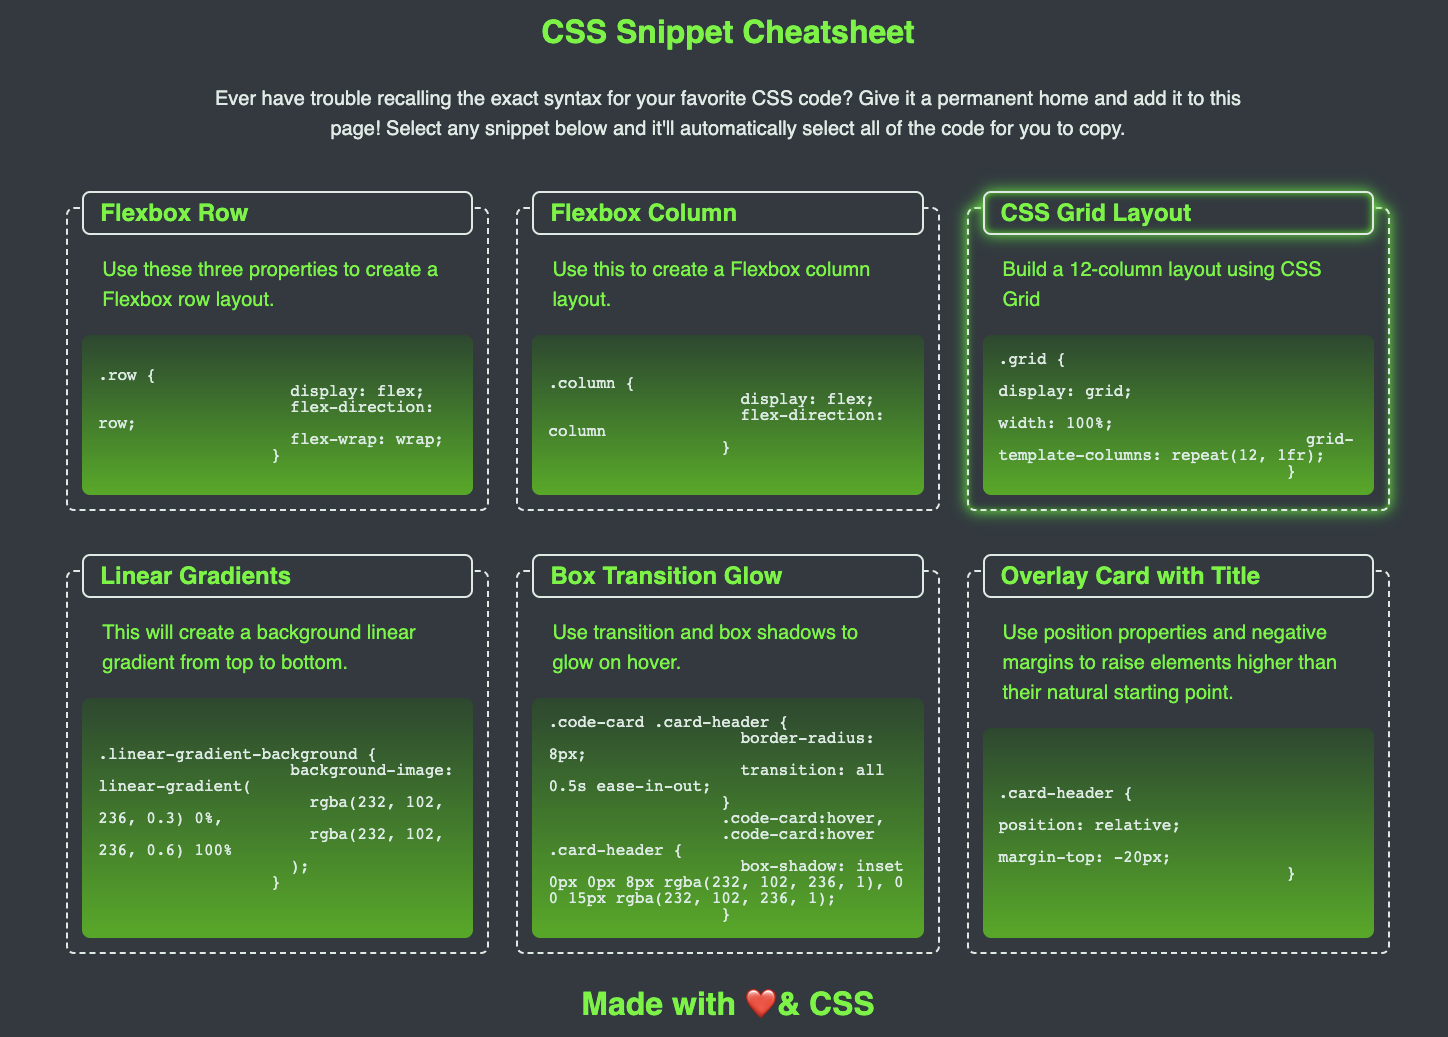 CSS Snippet Cheatsheet
Ever have trouble recalling the exact syntax for your favorite CSS code? Give it a permanent home and add it to this
page! Select any snippet below and it'll automatically select all of the code for you to copy.
Flexbox Row
Use these three properties to create a
Flexbox row layout.
.row {
display: flex;
flex-direction:
row;
flex-wrap: wrap;
}
Flexbox Column
Use this to create a Flexbox column
layout.
.column {
display: flex;
flex-direction:
column
}
CSS Grid Layout
Build a 12-column layout using CSS
Grid
.grid {
display: grid;
width: 100%;
grid-
template-columns: repeat(12, 1fr);
}
Linear Gradients
This will create a background linear
gradient from top to bottom.
.linear-gradient-background {
background-image:
linear-gradient(
rgba(232, 102,
236, 0.3) 0%,
rgba(232, 102,
236, 0.6) 100%
);
}
Box Transition Glow
Use transition and box shadows to
glow on hover.
.code-card .card-header {
border-radius:
8px;
transition: all
0.5s ease-in-out;
}
.code-card:hover,
.code-card:hover
.card-header {
box-shadow: inset
0px 0px 8px rgba(232, 102, 236, 1), 0
0 15px rgba(232, 102, 236, 1);
}
Overlay Card with Title
Use position properties and negative
margins to raise elements higher than
their natural starting point.
.card-header {
position: relative;
margin-top: -20px;
}
Made with ❤️& CSS